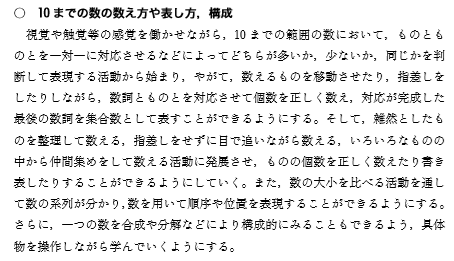 ○ 10 までの数の数え方や表し方，構成
視覚や触覚等の感覚を働かせながら，10 までの範囲の数において，ものとも
のとを一対一に対応させるなどによってどちらが多いか，少ないか，同じかを判
断して表現する活動から始まり，やがて，数えるものを移動させたり，指差しを
したりしながら，数詞とものとを対応させて個数を正しく数え，対応が完成した
最後の数詞を集合数として表すことができるようにする。そして，雑然としたも
のを整理して数える，指差しをせずに目で追いながら数える，いろいろなものの
中から仲間集めをして数える活動に発展させ，ものの個数を正しく数えたり書き
表したりすることができるようにしていく。また，数の大小を比べる活動を通し
て数の系列が分かり，数を用いて順序や位置を表現することができるようにする。
さらに，一つの数を合成や分解などにより構成的にみることもできるよう，具体
物を操作しながら学んでいくようにする。